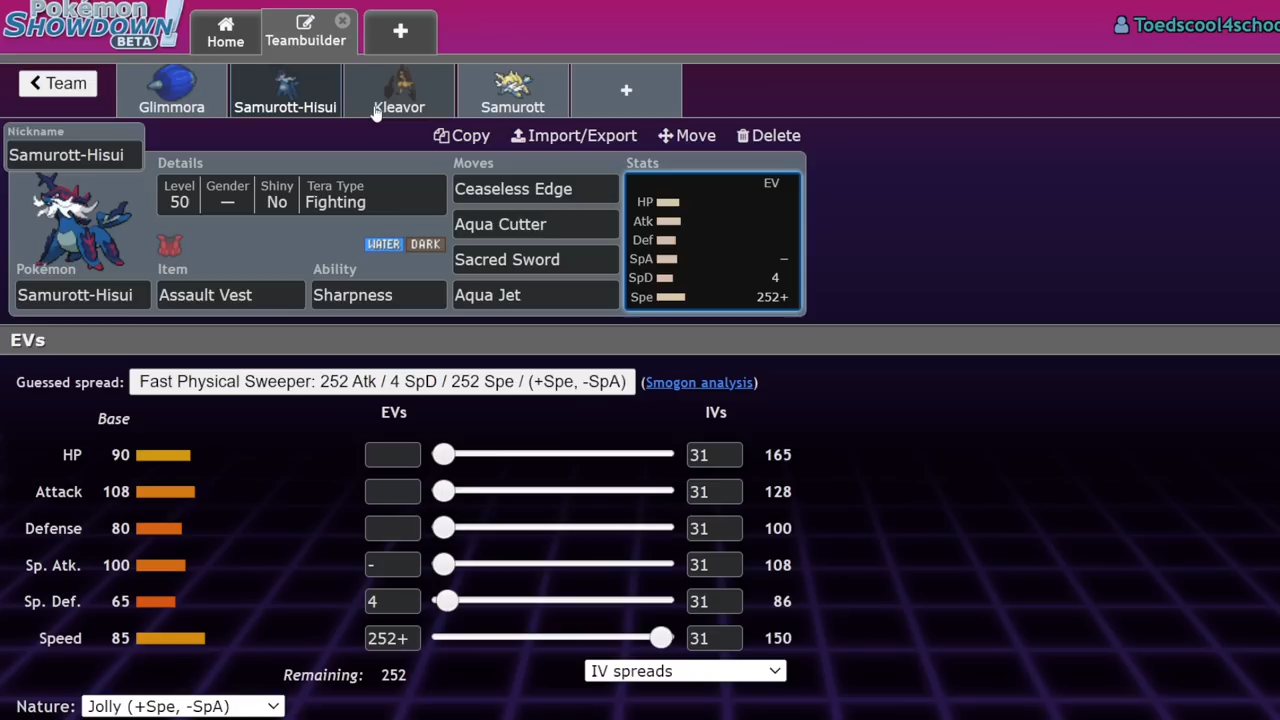 Pokémon
SHOWDOWN!
BETA
Home
Teambuilder
+
Toedscool4schoo
< Team
Glimmora
Samurott-Hisui
Kleavor
Samurott
+
Copy
Import/Export
Move
Delete
Nickname
Samurott-Hisui
Details
Level
50
Gender
—
Shiny
No
Tera Type
Fighting
WATER DARK
Pokémon
Samurott-Hisui
Item
Assault Vest
Ability
Sharpness
Moves
Ceaseless Edge
Aqua Cutter
Sacred Sword
Aqua Jet
Stats
EV
HP
Atk
Def
SpA –
SpD 4
Spe 252+
EVs
Guessed spread: Fast Physical Sweeper: 252 Atk / 4 SpD / 252 Spe / (+Spe, -SpA) (Smogon analysis)
Base EVs IVs
HP 90 31 165
Attack 108 31 128
Defense 80 31 100
Sp. Atk. 100 - 31 108
Sp. Def. 65 4 31 86
Speed 85 252+ 31 150
Remaining: 252 IV spreads
Nature: Jolly (+Spe, -SpA)